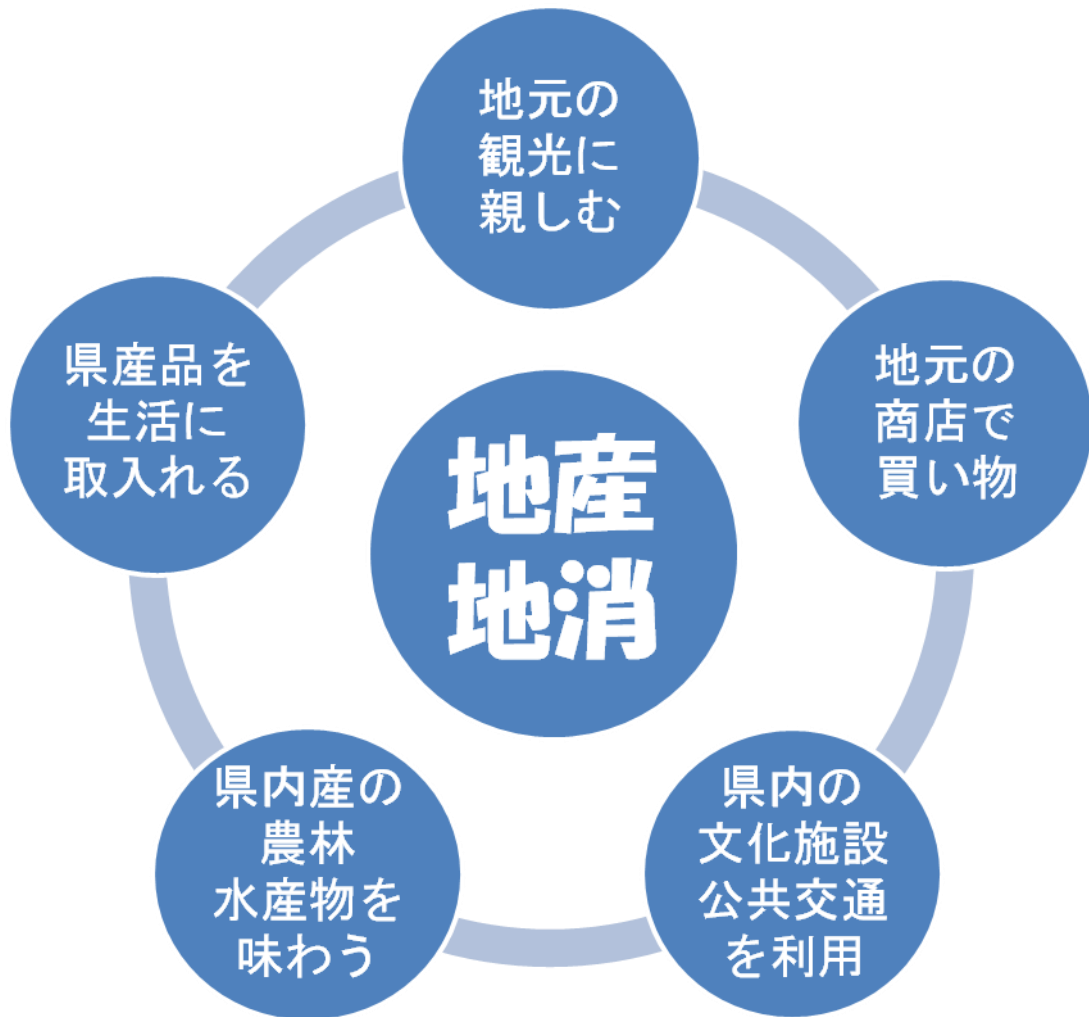 地元の
観光に
親しむ
県産品を
生活に
取入れる
地元の
商店で
買い物
地産
地消
県内産の
農林
水産物を
味わう
県内の
文化施設
公共交通
を利用